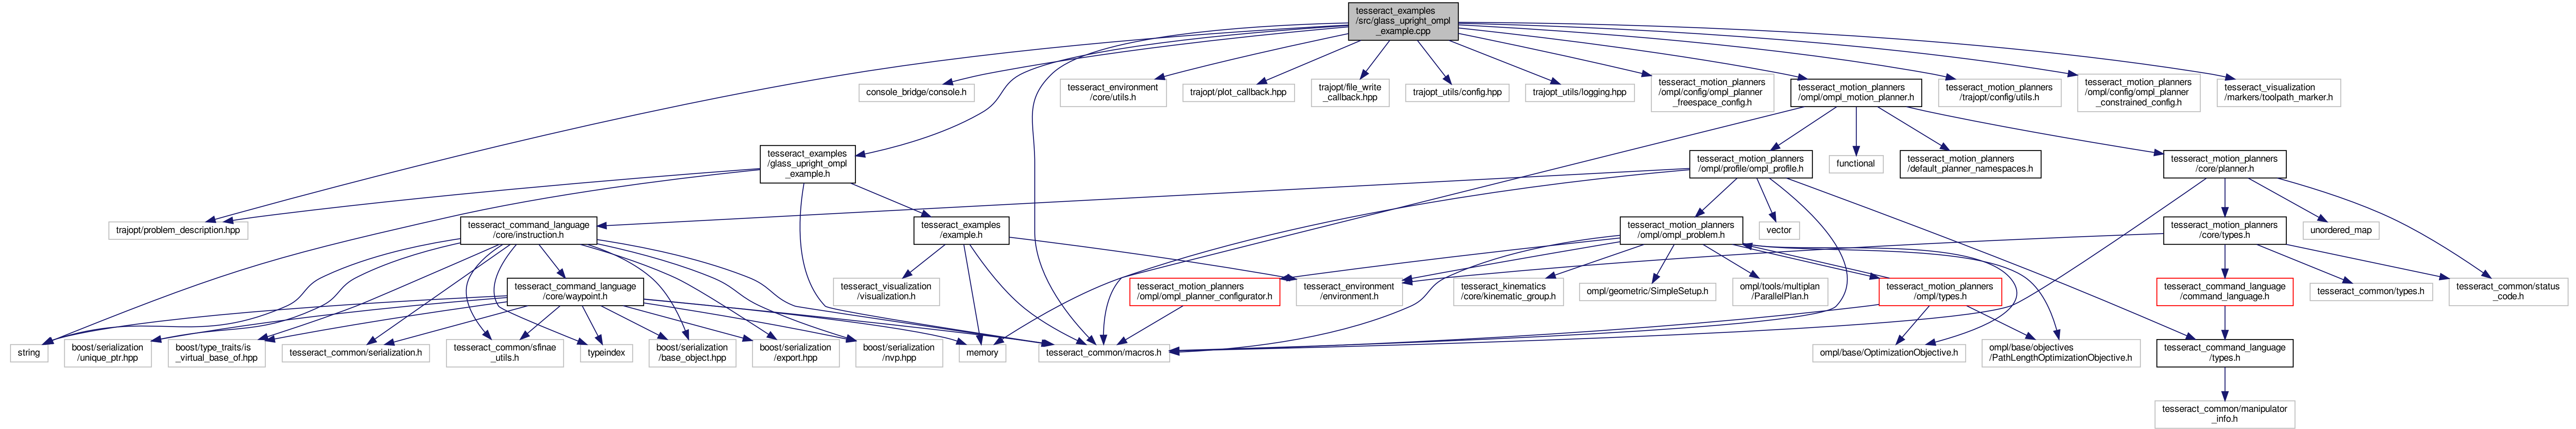 tesseract_examples
/src/glass_upright_ompl
_example.cpp
console_bridge/console.h
tesseract_environment
/core/utils.h
trajopt/plot_callback.hpp
trajopt/file_write
_callback.hpp
trajopt_utils/config.hpp
trajopt_utils/logging.hpp
tesseract_motion_planners
/ompl/config/ompl_planner
_freespace_config.h
tesseract_motion_planners
/ompl/ompl_motion_planner.h
tesseract_motion_planners
/trajopt/config/utils.h
tesseract_motion_planners
/ompl/config/ompl_planner
_constrained_config.h
tesseract_visualization
/markers/toolpath_marker.h
tesseract_examples
/glass_upright_ompl
_example.h
tesseract_motion_planners
/ompl/profile/ompl_profile.h
functional
tesseract_motion_planners
/default_planner_namespaces.h
tesseract_motion_planners
/core/planner.h
trajopt/problem_description.hpp
tesseract_command_language
/core/instruction.h
tesseract_examples
/example.h
tesseract_motion_planners
/ompl/ompl_problem.h
vector
tesseract_motion_planners
/core/types.h
unordered_map
tesseract_command_language
/core/waypoint.h
tesseract_visualization
/visualization.h
tesseract_motion_planners
/ompl/ompl_planner_configurator.h
tesseract_environment
/environment.h
tesseract_kinematics
/core/kinematic_group.h
ompl/geometric/SimpleSetup.h
ompl/tools/multiplan
/ParallelPlan.h
tesseract_motion_planners
/ompl/types.h
tesseract_command_language
/command_language.h
tesseract_common/types.h
tesseract_common/status
_code.h
string
boost/serialization
/unique_ptr.hpp
boost/type_traits/is
_virtual_base_of.hpp
tesseract_common/serialization.h
tesseract_common/sfinae
_utils.h
typeindex
boost/serialization
/base_object.hpp
boost/serialization
/export.hpp
boost/serialization
/nvp.hpp
memory
tesseract_common/macros.h
ompl/base/OptimizationObjective.h
ompl/base/objectives
/PathLengthOptimizationObjective.h
tesseract_command_language
/types.h
tesseract_common/manipulator
_info.h